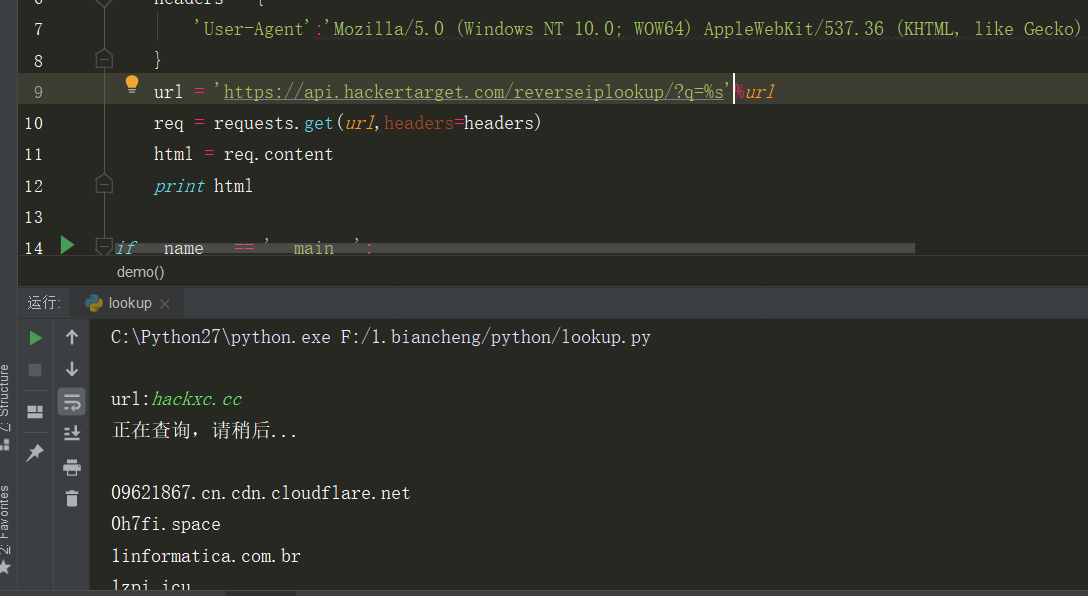 6 headers = {
7 'User-Agent':'Mozilla/5.0 (Windows NT 10.0; WOW64) AppleWebKit/537.36 (KHTML, like Gecko)
8 }
9 url = 'https://api.hackertarget.com/reverseiplookup/?q=%s'%url
10 req = requests.get(url,headers=headers)
11 html = req.content
12 print html
13
14 if __name__ == '__main__':
demo()
运行: lookup
C:\Python27\python.exe F:/1.biancheng/python/lookup.py
url:hackxc.cc
正在查询，请稍后...
09621867.cn.cdn.cloudflare.net
0h7fi.space
1informatica.com.br
1zpi.icu
Z: Structure
2: Favorites